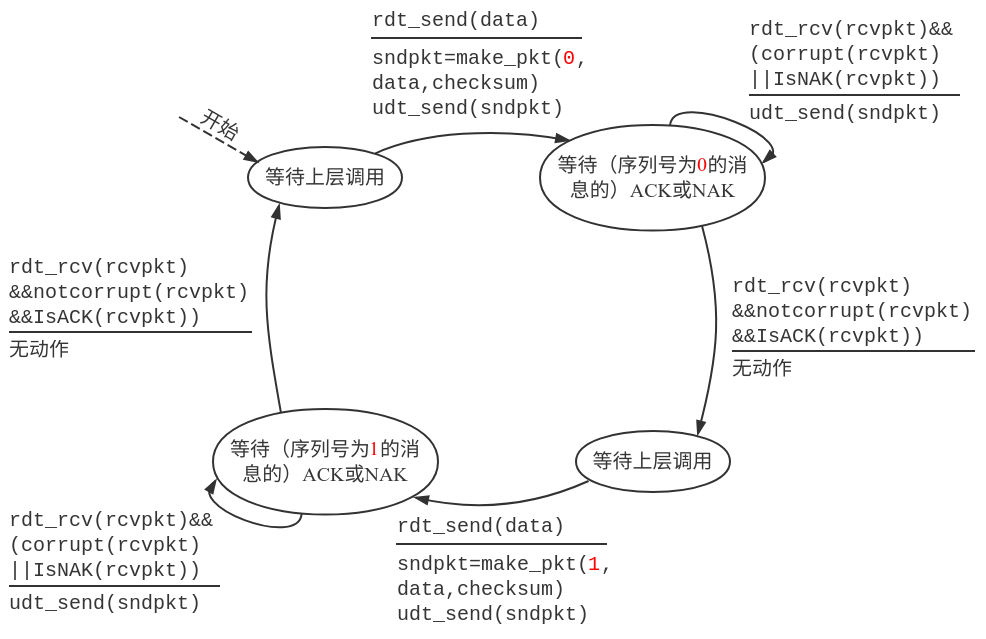 rdt_send(data)
sndpkt=make_pkt(0,
data,checksum)
udt_send(sndpkt)
rdt_rcv(rcvpkt)&&
(corrupt(rcvpkt)
||IsNAK(rcvpkt))
udt_send(sndpkt)
开始
等待上层调用
等待（序列号为0的消
息的）ACK或NAK
rdt_rcv(rcvpkt)
&&notcorrupt(rcvpkt)
&&IsACK(rcvpkt))
无动作
rdt_rcv(rcvpkt)
&&notcorrupt(rcvpkt)
&&IsACK(rcvpkt))
无动作
等待（序列号为1的消
息的）ACK或NAK
等待上层调用
rdt_rcv(rcvpkt)&&
(corrupt(rcvpkt)
||IsNAK(rcvpkt))
udt_send(sndpkt)
rdt_send(data)
sndpkt=make_pkt(1,
data,checksum)
udt_send(sndpkt)